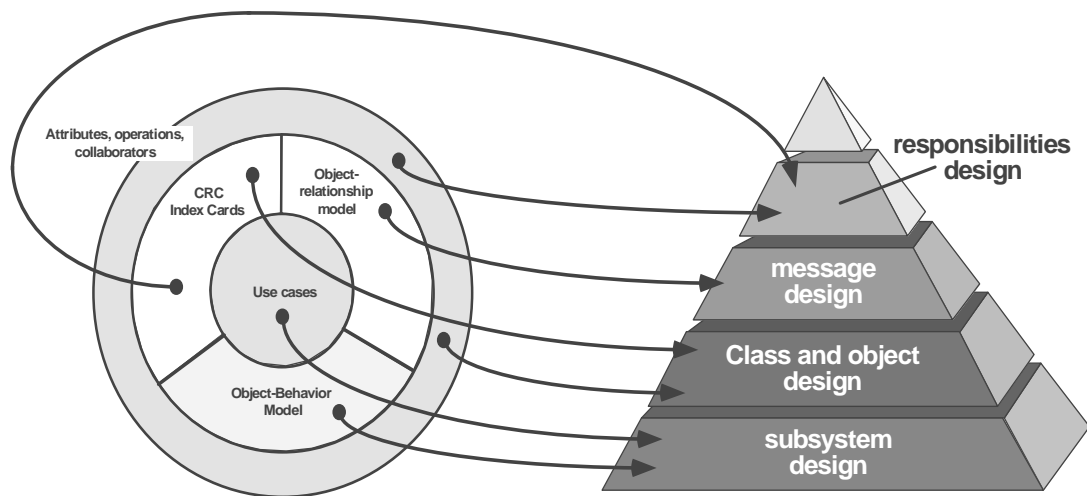 Attributes, operations,
collaborators
CRC
Index Cards
Object-
relationship
model
Use cases
Object-Behavior
Model
responsibilities
design
message
design
Class and object
design
subsystem
design